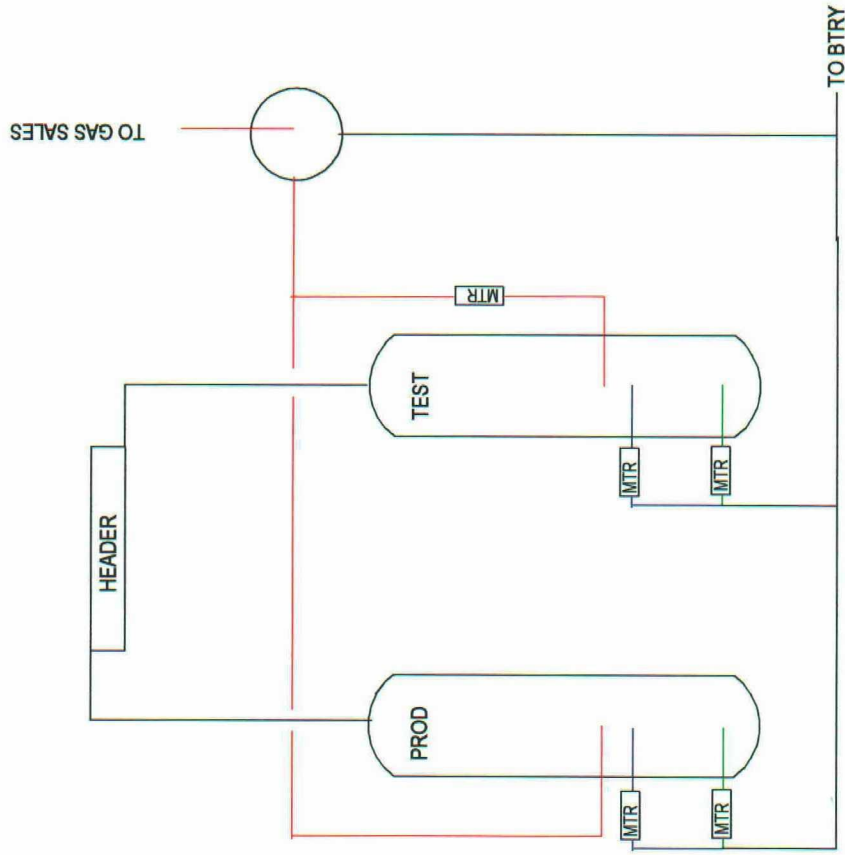 TO GAS SALES
TO BTRY
MTR
TEST
HEADER
MTR
MTR
PROD
MTR
MTR